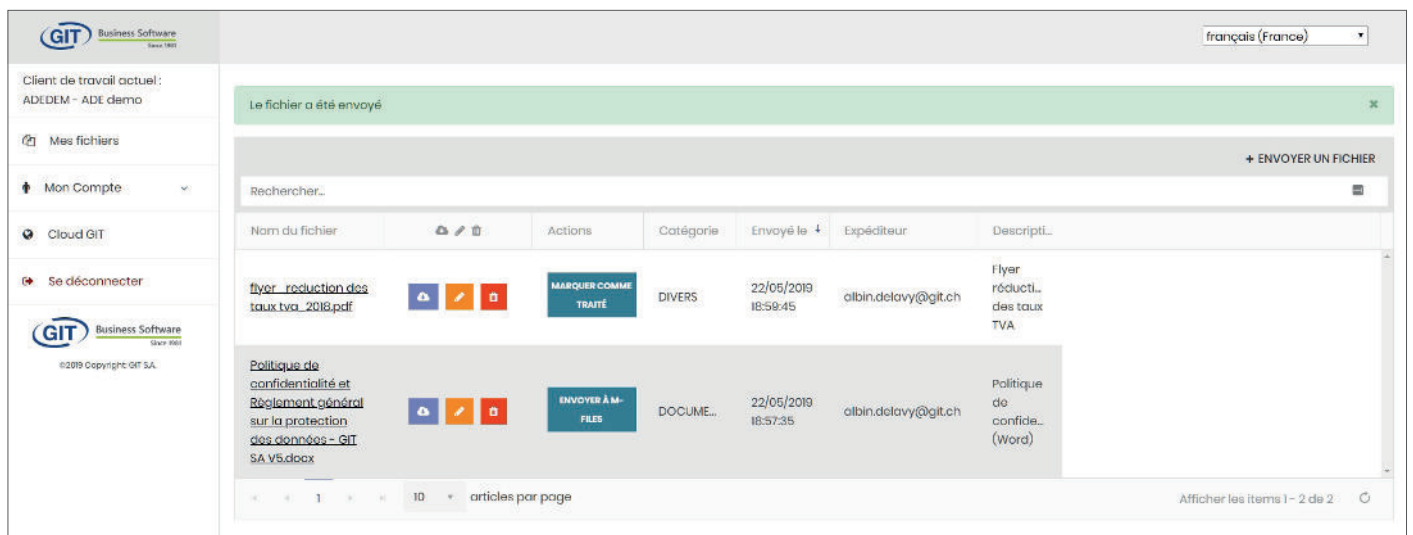 GIT Business Software
Since 1981
français (France)
Client de travail actuel :
ADEDEM - ADE demo
Le fichier a été envoyé
Mes fichiers
+ ENVOYER UN FICHIER
Mon Compte
Rechercher...
Cloud GIT
Nom du fichier Actions Catégorie Envoyé le Expéditeur Descripti...
Se déconnecter
flyer_reduction des
taux tva_2018.pdf
MARQUER COMME
TRAITÉ
DIVERS
22/05/2019
18:59:45
albin.delavy@git.ch
Flyer
réducti...
des taux
TVA
GIT Business Software
Since 1981
©2019 Copyright: GIT S.A.
Politique de
confidentialité et
Règlement général
sur la protection
des données - GIT
SA V5.docx
ENVOYER À M-
FILES
DOCUME...
22/05/2019
18:57:35
albin.delavy@git.ch
Politique
de
confide...
(Word)
1 10 articles par page
Afficher les items 1 - 2 de 2